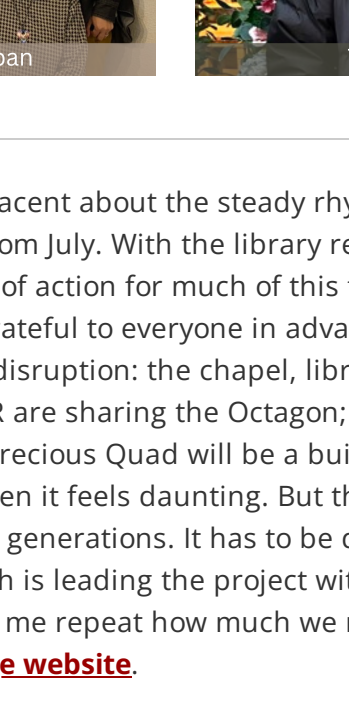 ban
acent about the steady rhy
om July. With the library re
of action for much of this
ateful to everyone in adva
disruption: the chapel, libr
R are sharing the Octagon;
recious Quad will be a bui
en it feels daunting. But th
generations. It has to be
h is leading the project wit
me repeat how much we
e website.